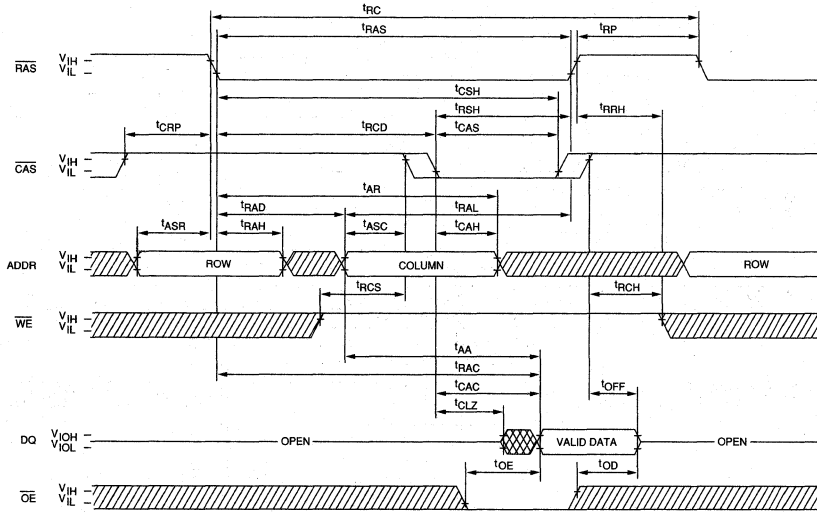 tRC
tRAS
tRP
RAS
VIH
VIL
tCSH
tRSH
tRRH
tCRP
tRCD
tCAS
CAS
VIH
VIL
tAR
tRAD
tRAL
tASR
tRAH
tASC
tCAH
ADDR
VIH
VIL
ROW
COLUMN
ROW
tRCS
tRCH
WE
VIH
VIL
tAA
tRAC
tCAC
tOFF
tCLZ
DQ
VIOH
VIOL
OPEN
VALID DATA
OPEN
tOE
tOD
OE
VIH
VIL